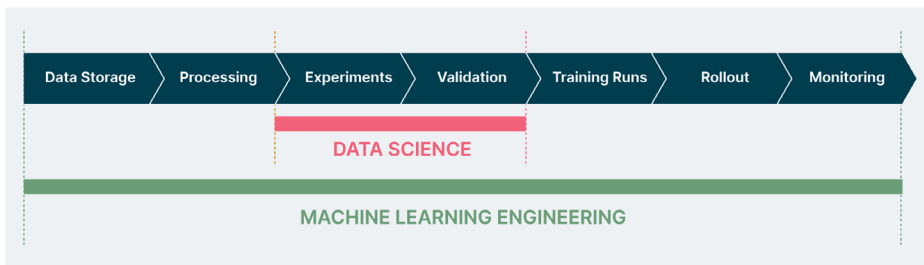 Data Storage Processing Experiments Validation Training Runs Rollout Monitoring
DATA SCIENCE
MACHINE LEARNING ENGINEERING